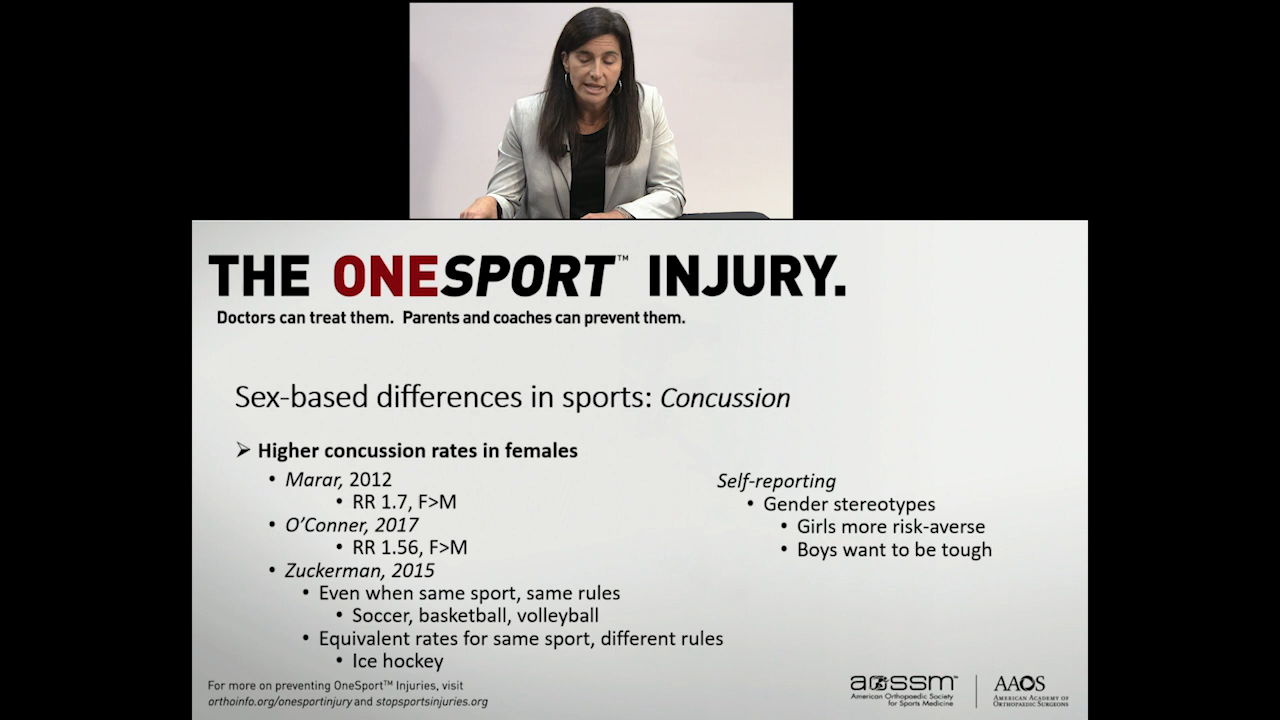 THE ONESPORT™ INJURY.
Doctors can treat them. Parents and coaches can prevent them.
Sex-based differences in sports: Concussion
➢ Higher concussion rates in females
• Marar, 2012
• RR 1.7, F>M
• O'Conner, 2017
• RR 1.56, F>M
• Zuckerman, 2015
• Even when same sport, same rules
• Soccer, basketball, volleyball
• Equivalent rates for same sport, different rules
• Ice hockey
Self-reporting
• Gender stereotypes
• Girls more risk-averse
• Boys want to be tough
For more on preventing OneSport™ Injuries, visit
orthoinfo.org/onesportinjury and stopsportsinjuries.org
aossm™
American Orthopaedic Society
for Sports Medicine
AAOS
American Academy of
Orthopaedic Surgeons